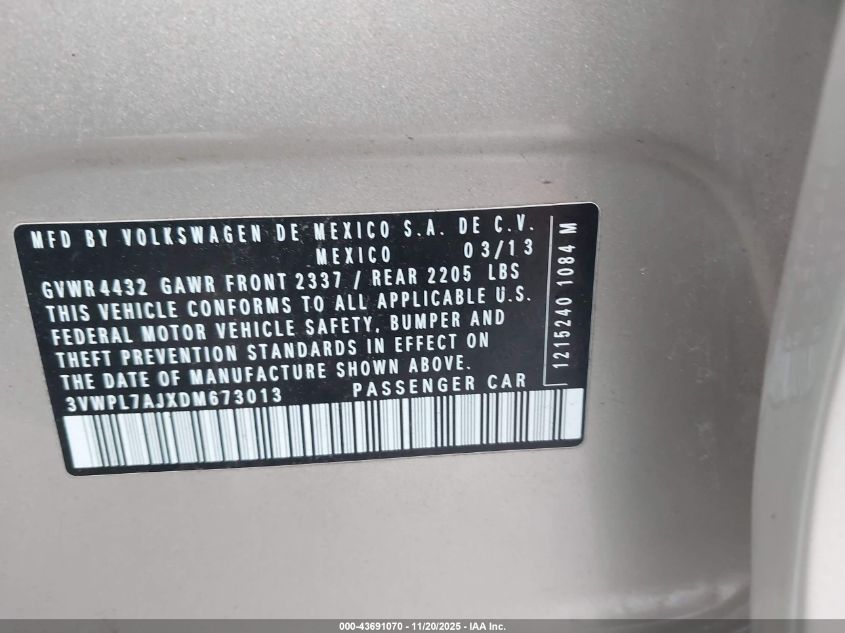 MFD BY VOLKSWAGEN DE MEXICO S.A. DE C.V.
MEXICO 03/13
GVWR 4432 GAWR FRONT 2337 / REAR 2205 LBS
THIS VEHICLE CONFORMS TO ALL APPLICABLE U.S.
FEDERAL MOTOR VEHICLE SAFETY, BUMPER AND
THEFT PREVENTION STANDARDS IN EFFECT ON
THE DATE OF MANUFACTURE SHOWN ABOVE.
3VWPL7AJXDM673013 PASSENGER CAR
1215240 1084 M
000-43691070 - 11/20/2025 - IAA Inc.